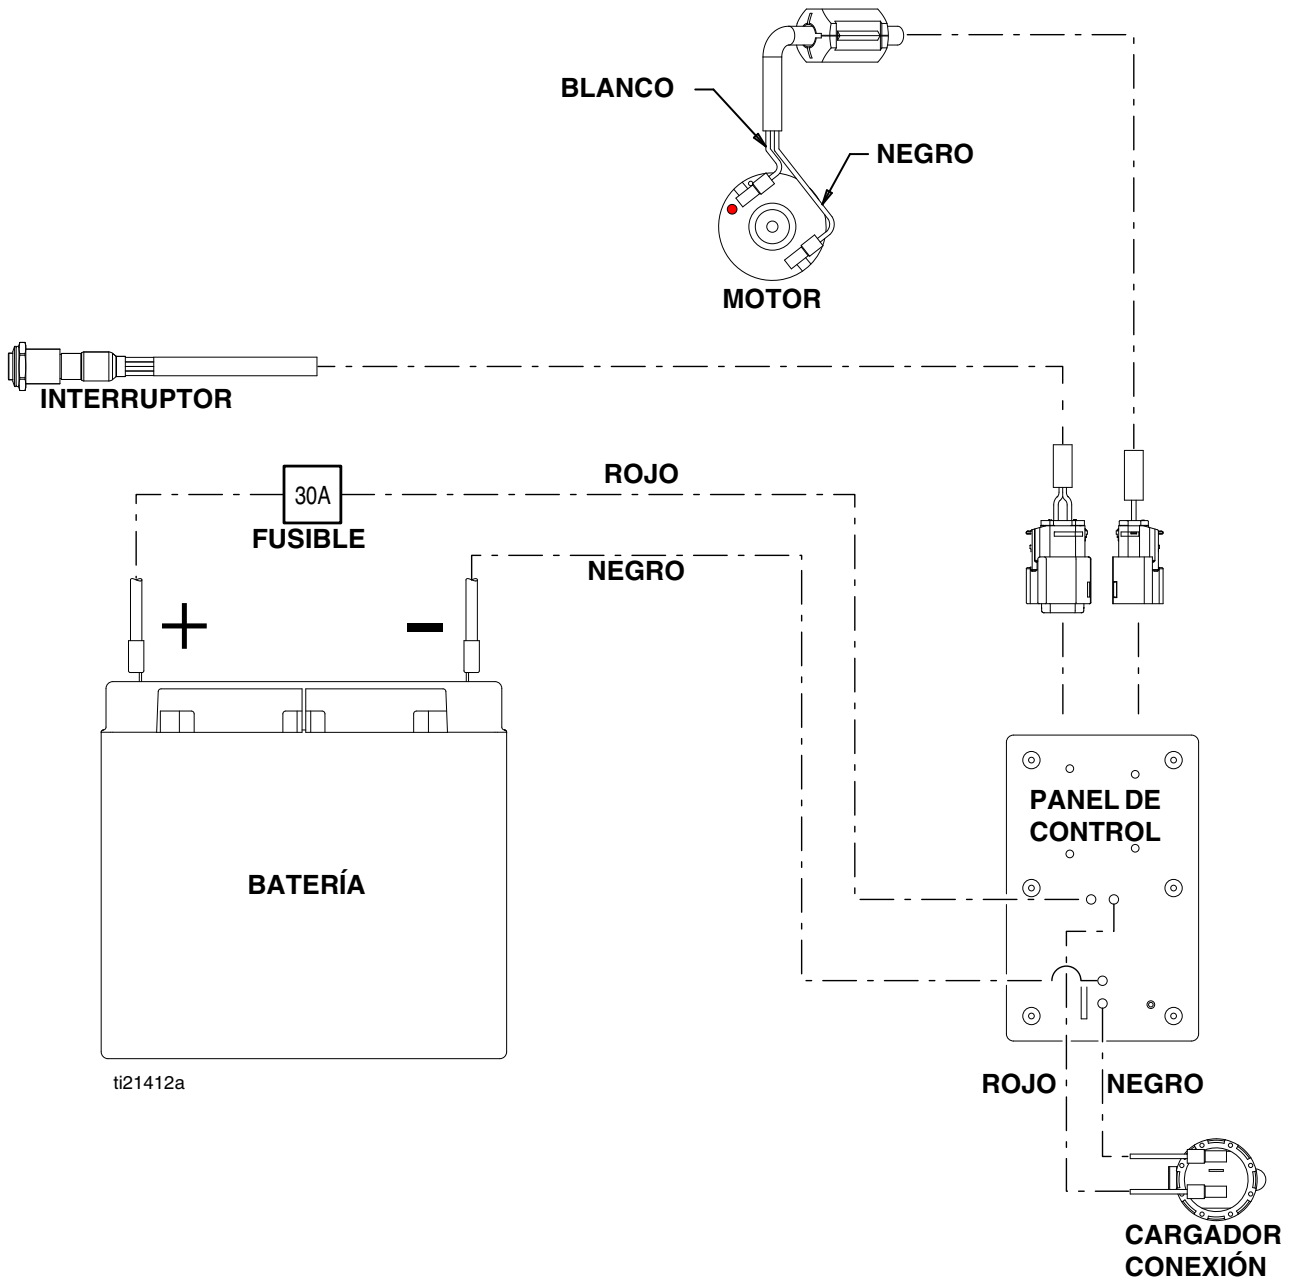 BLANCO
NEGRO
MOTOR
INTERRUPTOR
ROJO
30A
FUSIBLE
NEGRO
+
-
PANEL DE
CONTROL
BATERÍA
ti21412a
ROJO
NEGRO
CARGADOR
CONEXIÓN